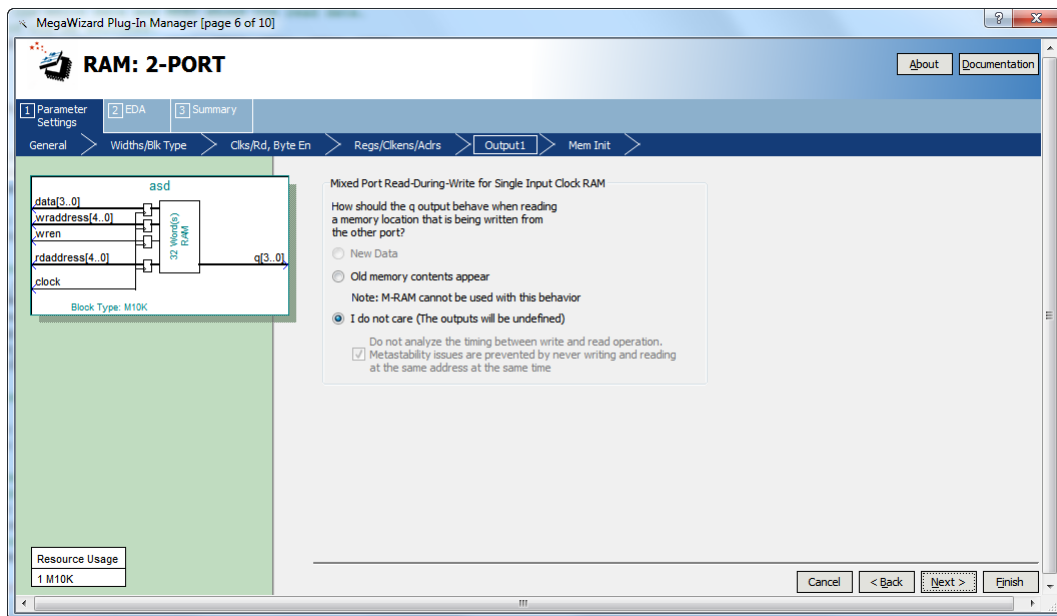 MegaWizard Plug-In Manager [page 6 of 10]
RAM: 2-PORT
About
Documentation
1 Parameter Settings
2 EDA
3 Summary
General
Widths/Blk Type
Clks/Rd, Byte En
Regs/Clkens/Adrs
Output1
Mem Init
asd
data[3..0]
wraddress[4..0]
wren
rdaddress[4..0]
clock
32 Word(s)
RAM
q[3..0]
Block Type: M10K
Mixed Port Read-During-Write for Single Input Clock RAM
How should the q output behave when reading
a memory location that is being written from
the other port?
New Data
Old memory contents appear
Note: M-RAM cannot be used with this behavior
I do not care (The outputs will be undefined)
Do not analyze the timing between write and read operation.
Metastability issues are prevented by never writing and reading
at the same address at the same time
Resource Usage
1 M10K
Cancel
< Back
Next >
Finish